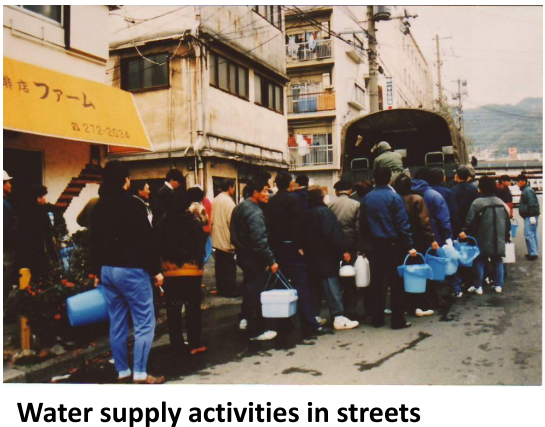 店ファーム
☎272-2034
Water supply activities in streets